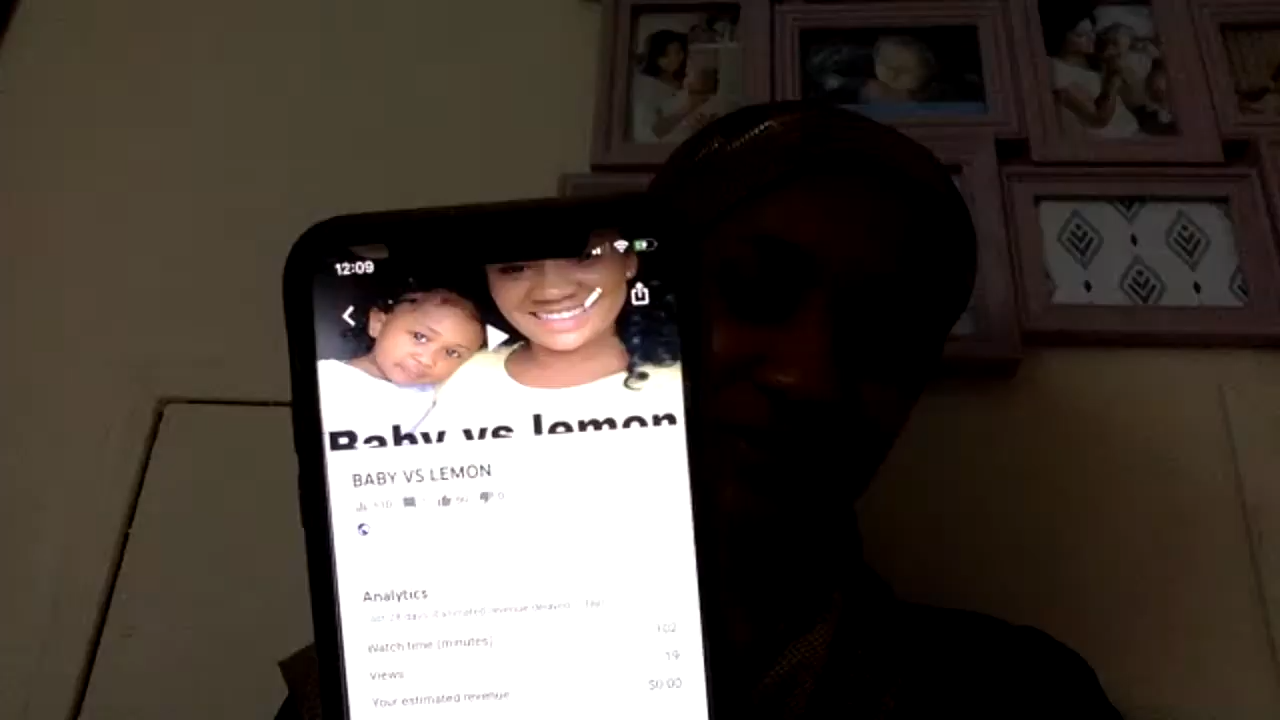 12:09
Baby vs lemon
BABY VS LEMON
Analytics
Watch time (minutes) 102
Views 19
Your estimated revenue $0.00